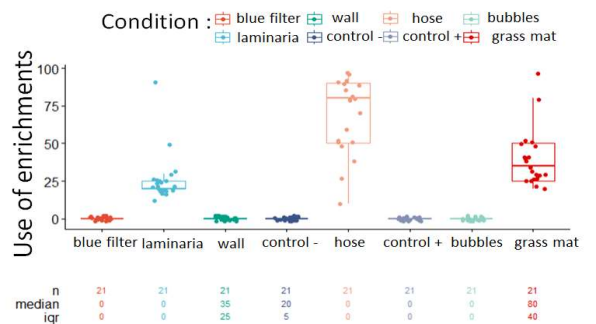 Condition : blue filter wall hose bubbles
laminaria control - control + grass mat
Use of enrichments
100
75
50
25
0
blue filter laminaria wall control - hose control + bubbles grass mat
n 21 21 21 21 21 21 21 21
median 0 0 35 20 0 0 0 80
iqr 0 0 25 5 0 0 0 40